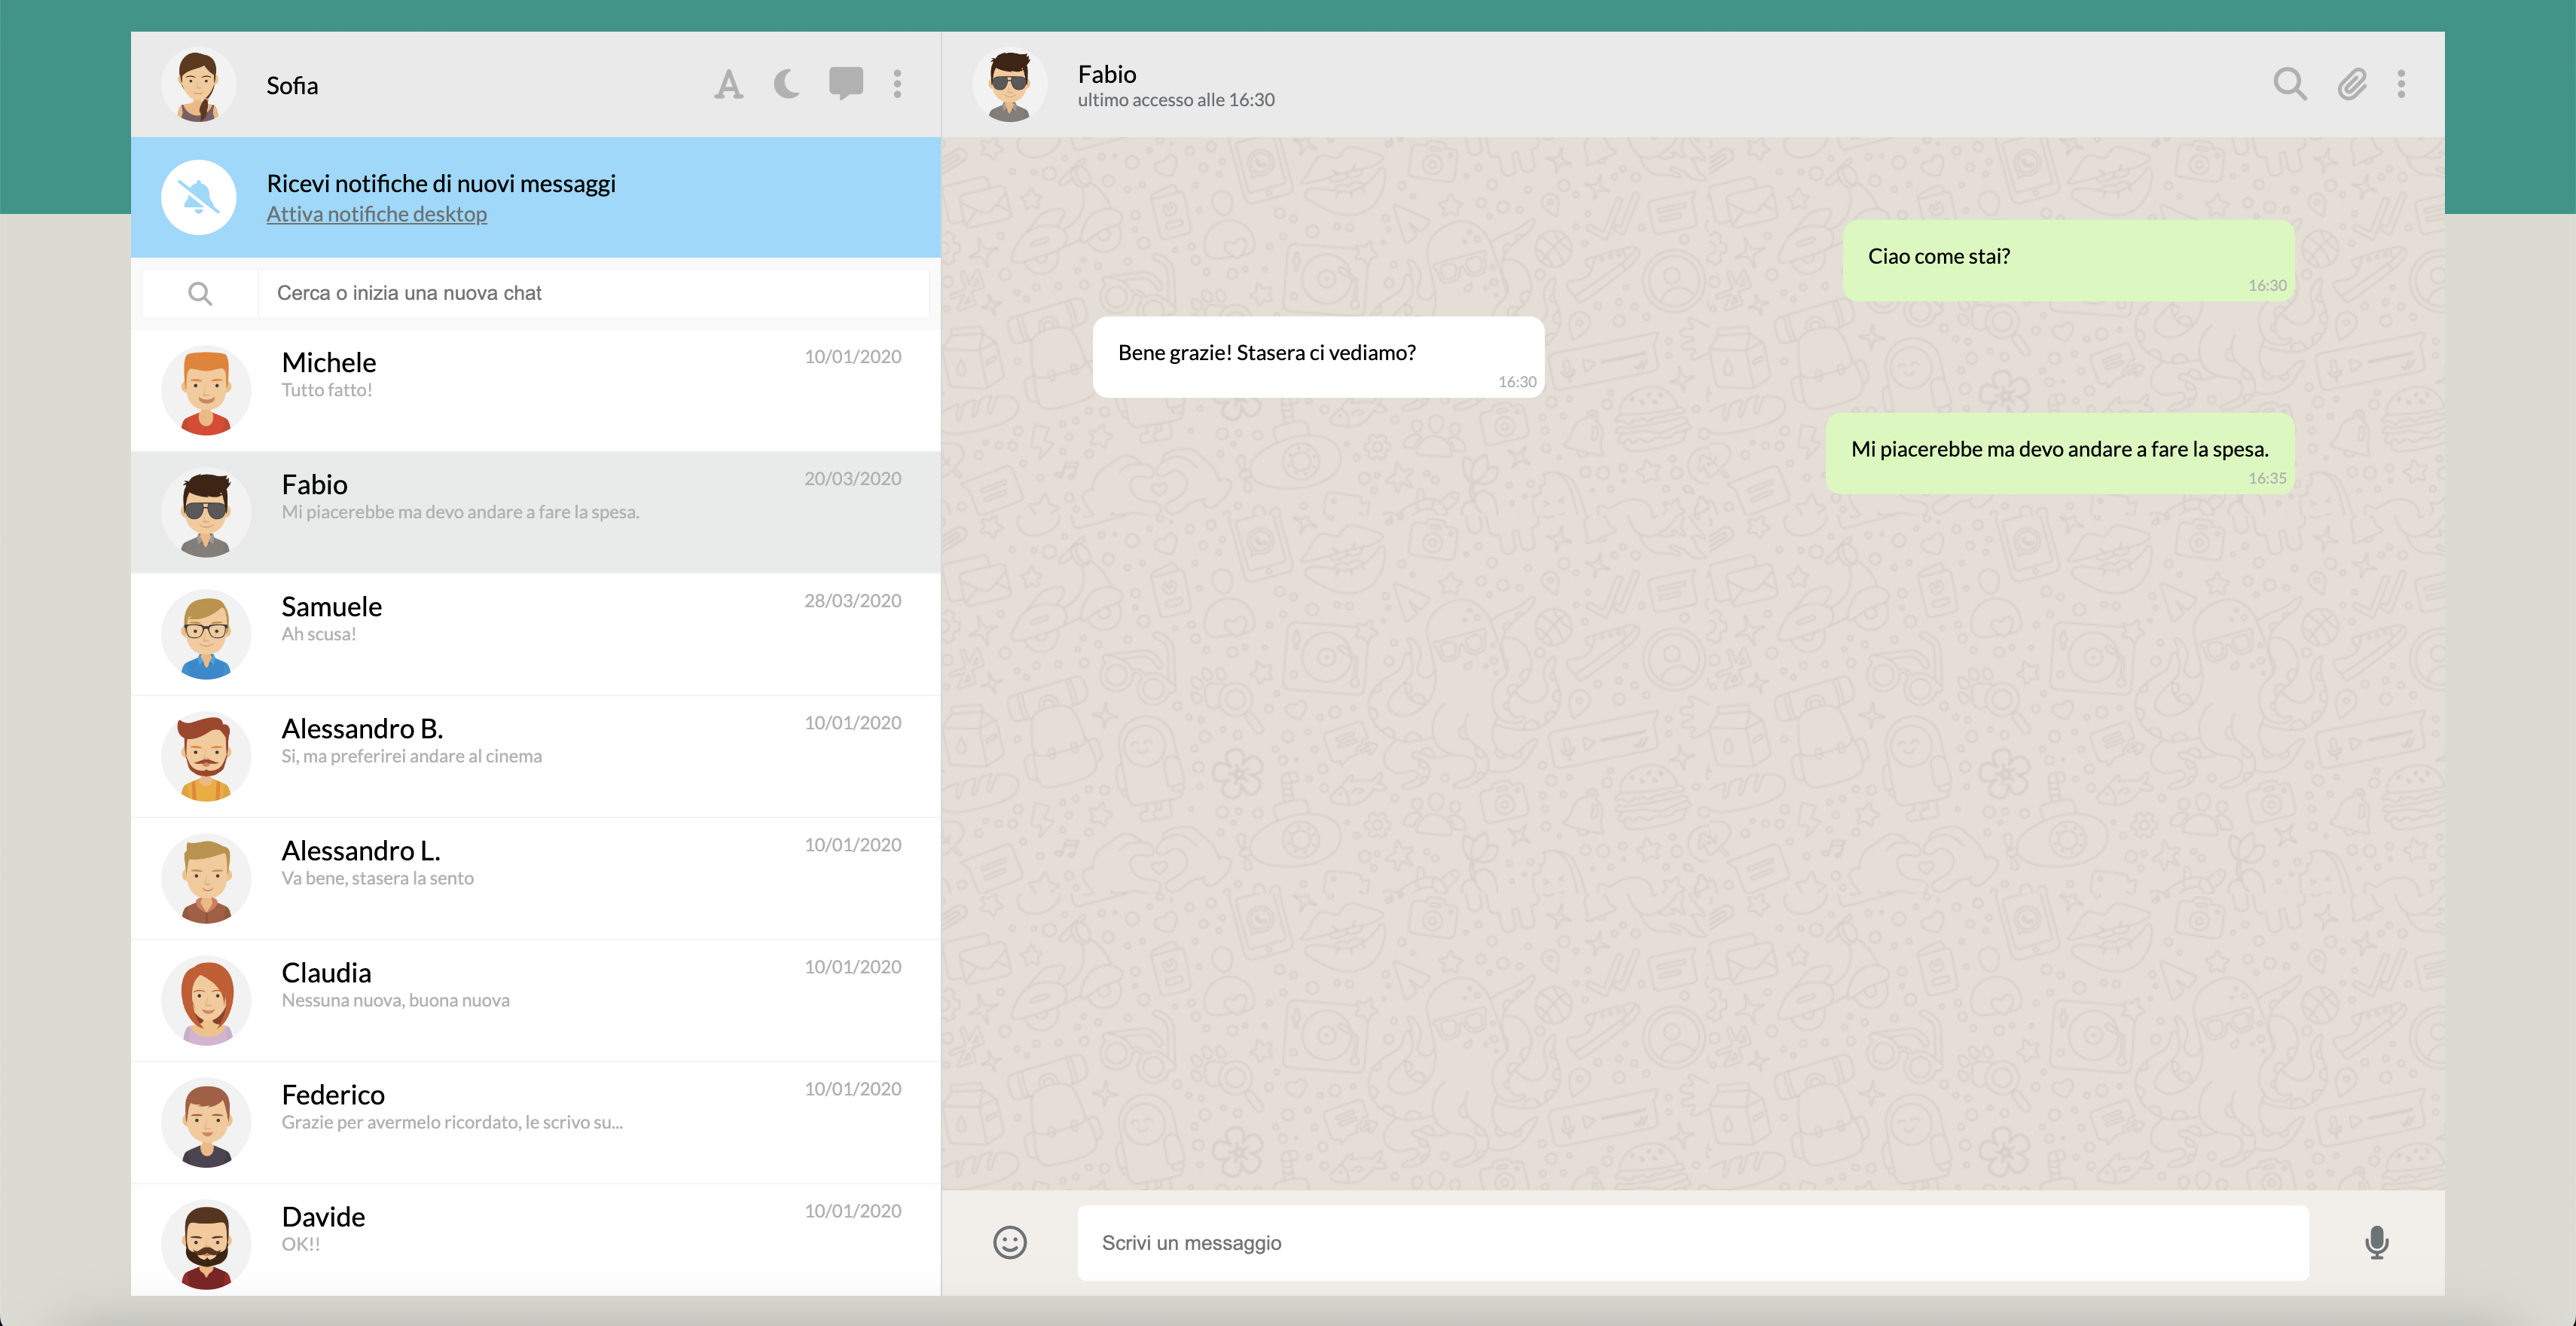 Sofia
Ricevi notifiche di nuovi messaggi
Attiva notifiche desktop
Cerca o inizia una nuova chat
Michele
10/01/2020
Tutto fatto!
Fabio
20/03/2020
Mi piacerebbe ma devo andare a fare la spesa.
Samuele
28/03/2020
Ah scusa!
Alessandro B.
10/01/2020
Si, ma preferirei andare al cinema
Alessandro L.
10/01/2020
Va bene, stasera la sento
Claudia
10/01/2020
Nessuna nuova, buona nuova
Federico
10/01/2020
Grazie per avermelo ricordato, le scrivo su...
Davide
10/01/2020
OK!!
Fabio
ultimo accesso alle 16:30
Ciao come stai?
16:30
Bene grazie! Stasera ci vediamo?
16:30
Mi piacerebbe ma devo andare a fare la spesa.
16:35
Scrivi un messaggio